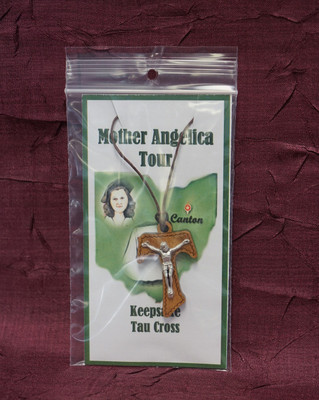 Mother Angelica
Tour
Canton
Keepsake
Tau Cross